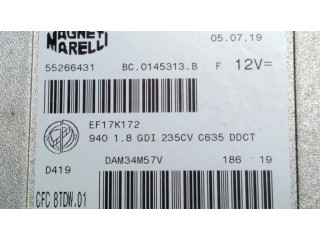 MAGNETI
MARELLI
05.07.19
55266431 BC.0145313.B F 12V=
EF17K172
940 1.8 GDI 235CV C635 DDCT
DAM34M57V 186 19
D419
CFC 8TDW.01